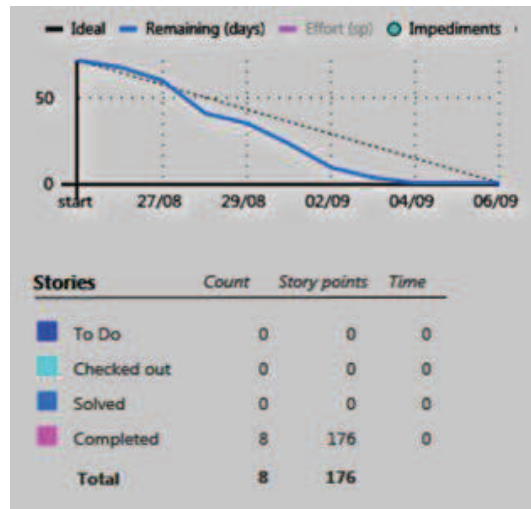 Ideal Remaining (days) Effort (sp) Impediments
50
0
start 27/08 29/08 02/09 04/09 06/09
Stories Count Story points Time
To Do 0 0 0
Checked out 0 0 0
Solved 0 0 0
Completed 8 176 0
Total 8 176